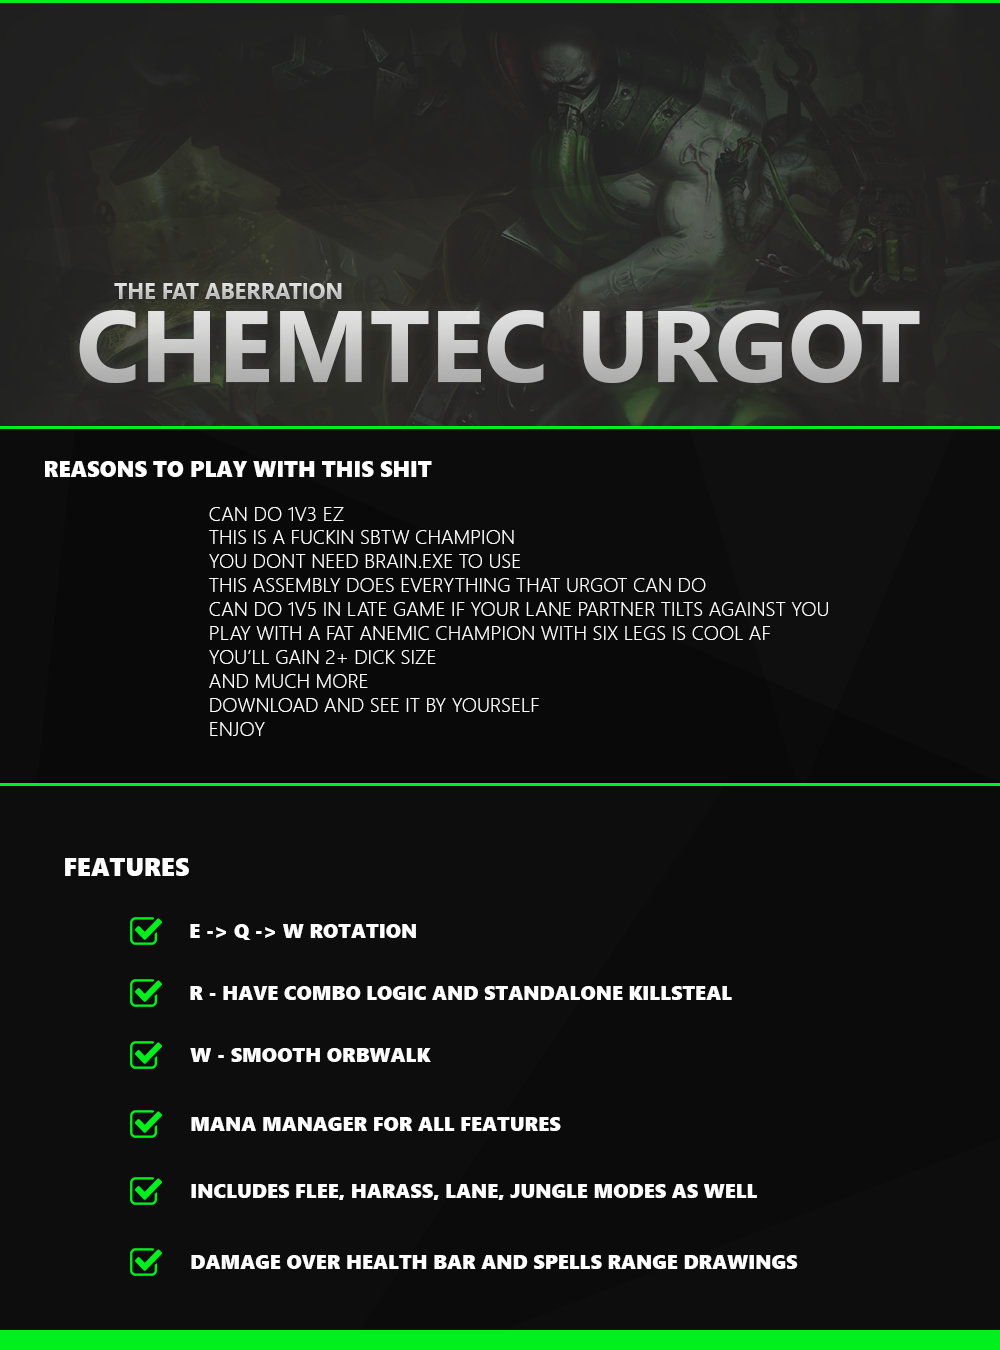 THE FAT ABERRATION
CHEMTEC URGOT
REASONS TO PLAY WITH THIS SHIT
CAN DO 1V3 EZ
THIS IS A FUCKIN SBTW CHAMPION
YOU DONT NEED BRAIN.EXE TO USE
THIS ASSEMBLY DOES EVERYTHING THAT URGOT CAN DO
CAN DO 1V5 IN LATE GAME IF YOUR LANE PARTNER TILTS AGAINST YOU
PLAY WITH A FAT ANEMIC CHAMPION WITH SIX LEGS IS COOL AF
YOU'LL GAIN 2+ DICK SIZE
AND MUCH MORE
DOWNLOAD AND SEE IT BY YOURSELF
ENJOY
FEATURES
E -> Q -> W ROTATION
R - HAVE COMBO LOGIC AND STANDALONE KILLSTEAL
W - SMOOTH ORBWALK
MANA MANAGER FOR ALL FEATURES
INCLUDES FLEE, HARASS, LANE, JUNGLE MODES AS WELL
DAMAGE OVER HEALTH BAR AND SPELLS RANGE DRAWINGS